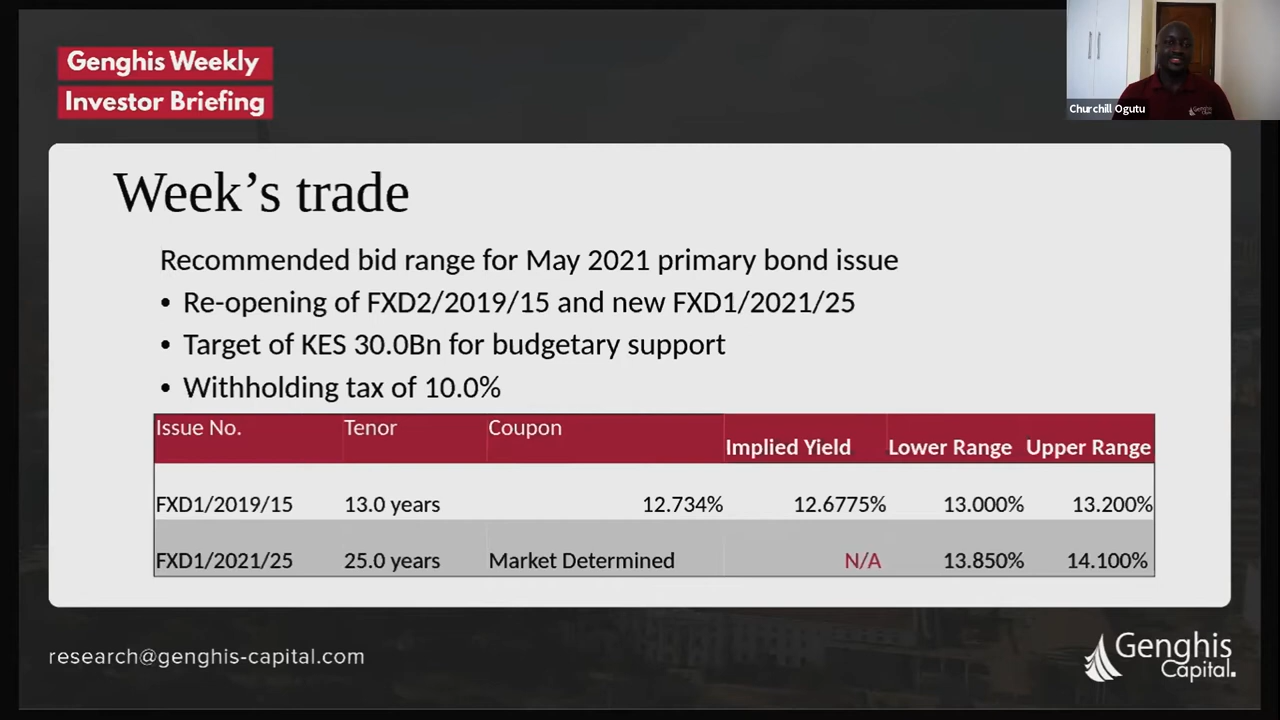 Genghis Weekly
Investor Briefing
Churchill Ogutu
Genghis
Capital
Week’s trade
Recommended bid range for May 2021 primary bond issue
• Re-opening of FXD2/2019/15 and new FXD1/2021/25
• Target of KES 30.0Bn for budgetary support
• Withholding tax of 10.0%
Issue No. Tenor Coupon Implied Yield Lower Range Upper Range
FXD1/2019/15 13.0 years 12.734% 12.6775% 13.000% 13.200%
FXD1/2021/25 25.0 years Market Determined N/A 13.850% 14.100%
research@genghis-capital.com
Genghis
Capital.